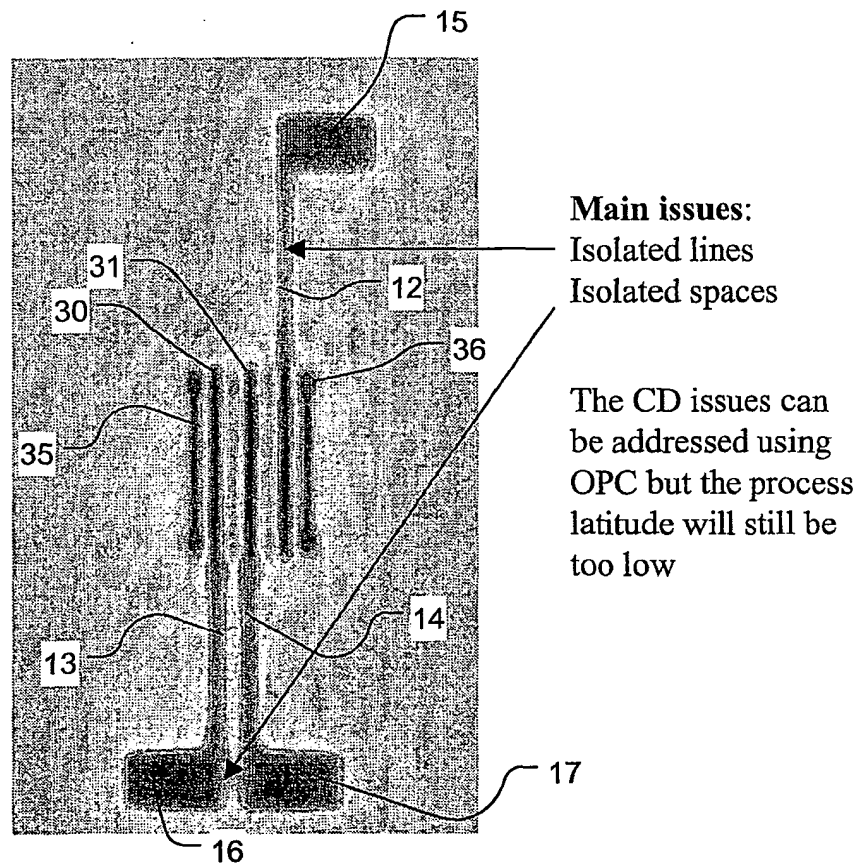 15
Main issues:
Isolated lines
Isolated spaces
31
12
30
36
35
The CD issues can
be addressed using
OPC but the process
latitude will still be
too low
14
13
17
16